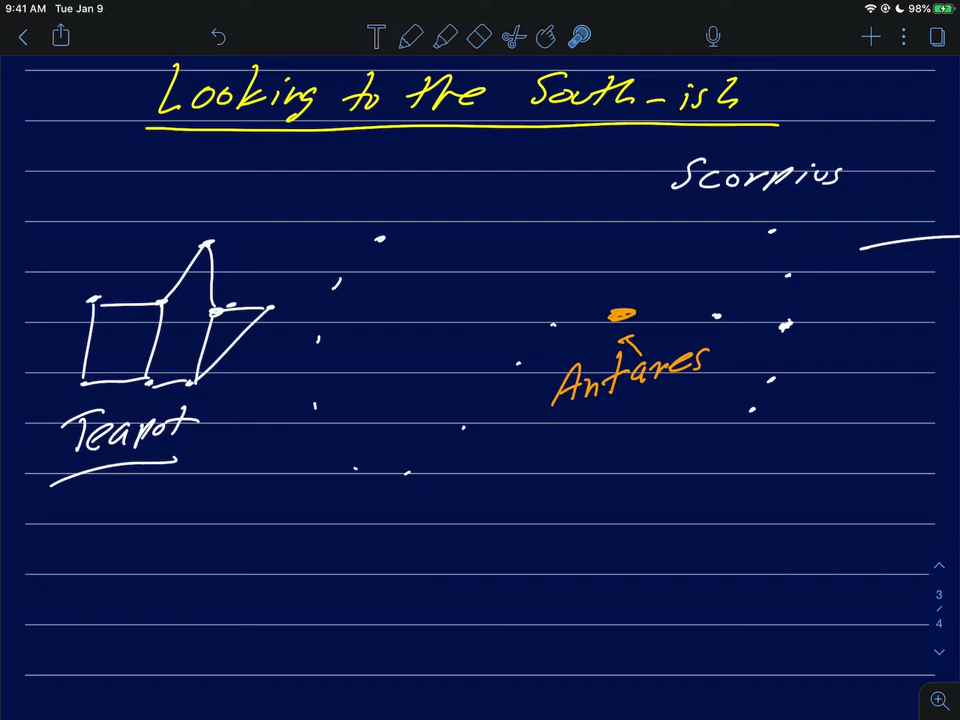 9:41 AM Tue Jan 9
98%
Looking to the South-ish
Scorpius
Antares
Teapot
3
/
4